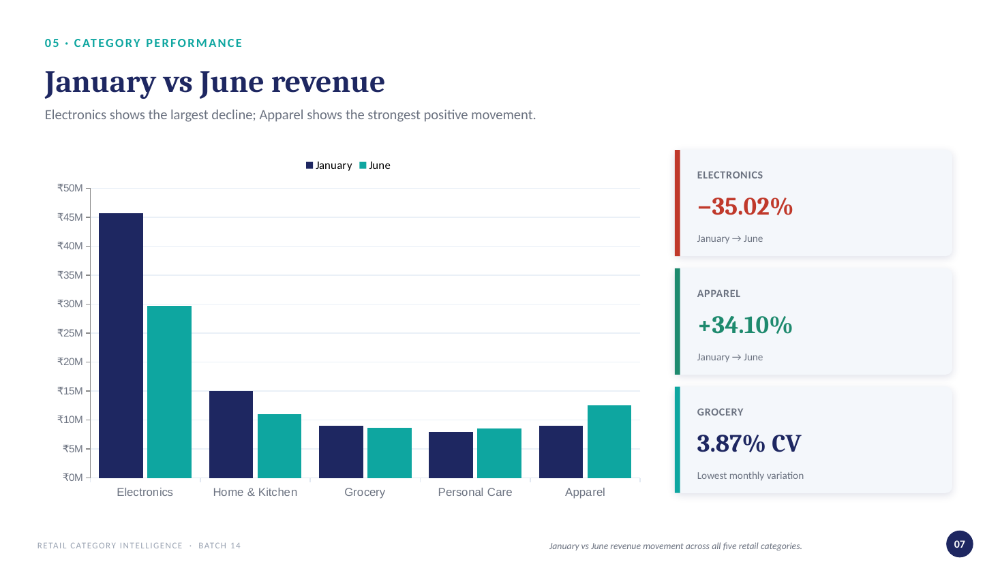 05 · CATEGORY PERFORMANCE
January vs June revenue
Electronics shows the largest decline; Apparel shows the strongest positive movement.
January June
₹50M
₹45M
₹40M
₹35M
₹30M
₹25M
₹20M
₹15M
₹10M
₹5M
₹0M
Electronics Home & Kitchen Grocery Personal Care Apparel
ELECTRONICS
−35.02%
January → June
APPAREL
+34.10%
January → June
GROCERY
3.87% CV
Lowest monthly variation
RETAIL CATEGORY INTELLIGENCE · BATCH 14
January vs June revenue movement across all five retail categories.
07